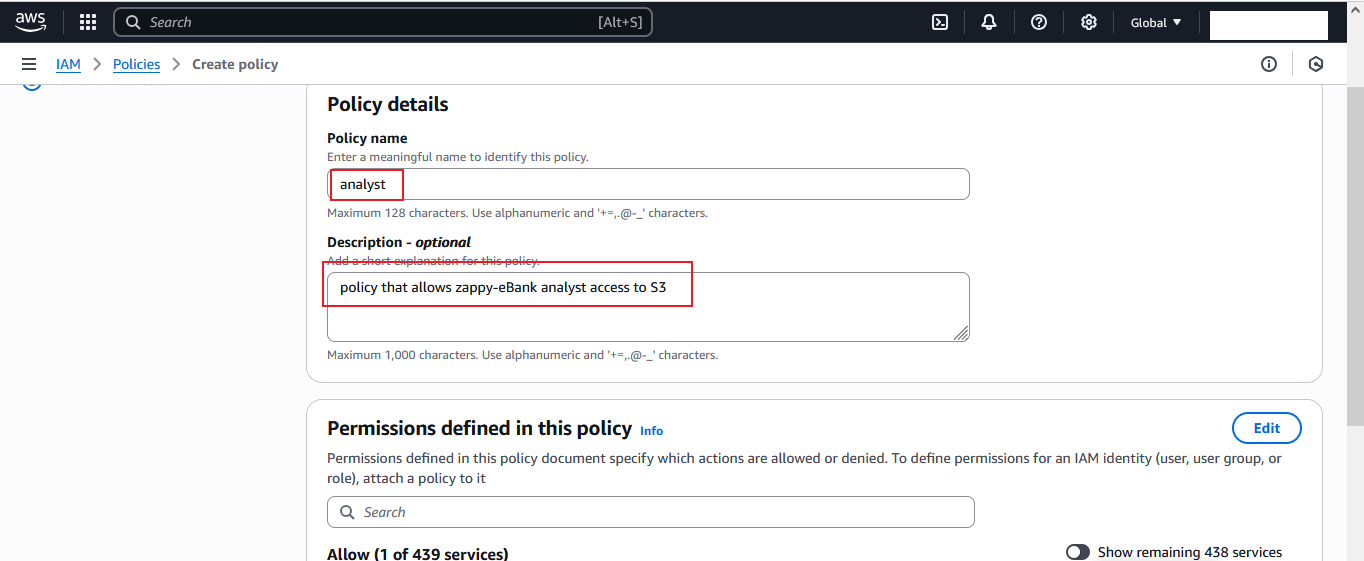 aws
Search [Alt+S] Global
IAM Policies Create policy
Policy details
Policy name
Enter a meaningful name to identify this policy.
analyst
Maximum 128 characters. Use alphanumeric and '+=,.@-_' characters.
Description - optional
Add a short explanation for this policy.
policy that allows zappy-eBank analyst access to S3
Maximum 1,000 characters. Use alphanumeric and '+=,.@-_' characters.
Permissions defined in this policy Info
Edit
Permissions defined in this policy document specify which actions are allowed or denied. To define permissions for an IAM identity (user, user group, or
role), attach a policy to it
Search
Allow (1 of 439 services) Show remaining 438 services